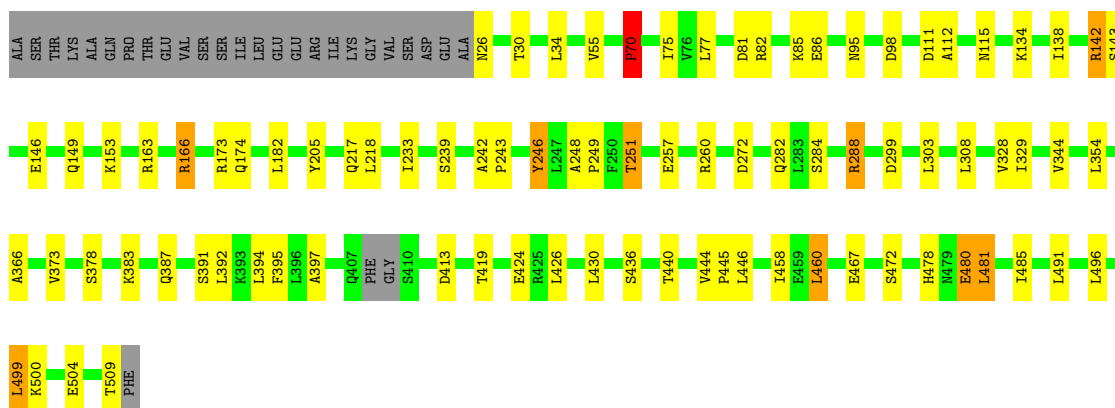 ALA SER THR LYS ALA GLN PRO THR GLU VAL SER SER ILE LEU GLU GLU ARG ILE LYS GLY VAL SER ASP GLU ALA N26 T30 L34 V55 P70 I75 V76 L77 D81 R82 K85 E86 N95 D98 D111 A112 N115 K134 I138 R142 S143
E146 Q149 K153 R163 R166 R173 Q174 L182 Y205 Q217 L218 I233 S239 A242 P243 Y246 L247 A248 P249 F250 T251 E257 R260 D272 Q282 L283 S284 R288 D299 L303 L308 V328 I329 V344 L354
A366 V373 S378 K383 Q387 S391 L392 K393 L394 F395 L396 A397 Q407 PHE GLY S410 D413 T419 E424 R425 L426 L430 S436 T440 V444 P445 L446 I458 E459 L460 E467 S472 H478 N479 E480 L481 I485 L491 L496
L499 K500 E504 T509 PHE